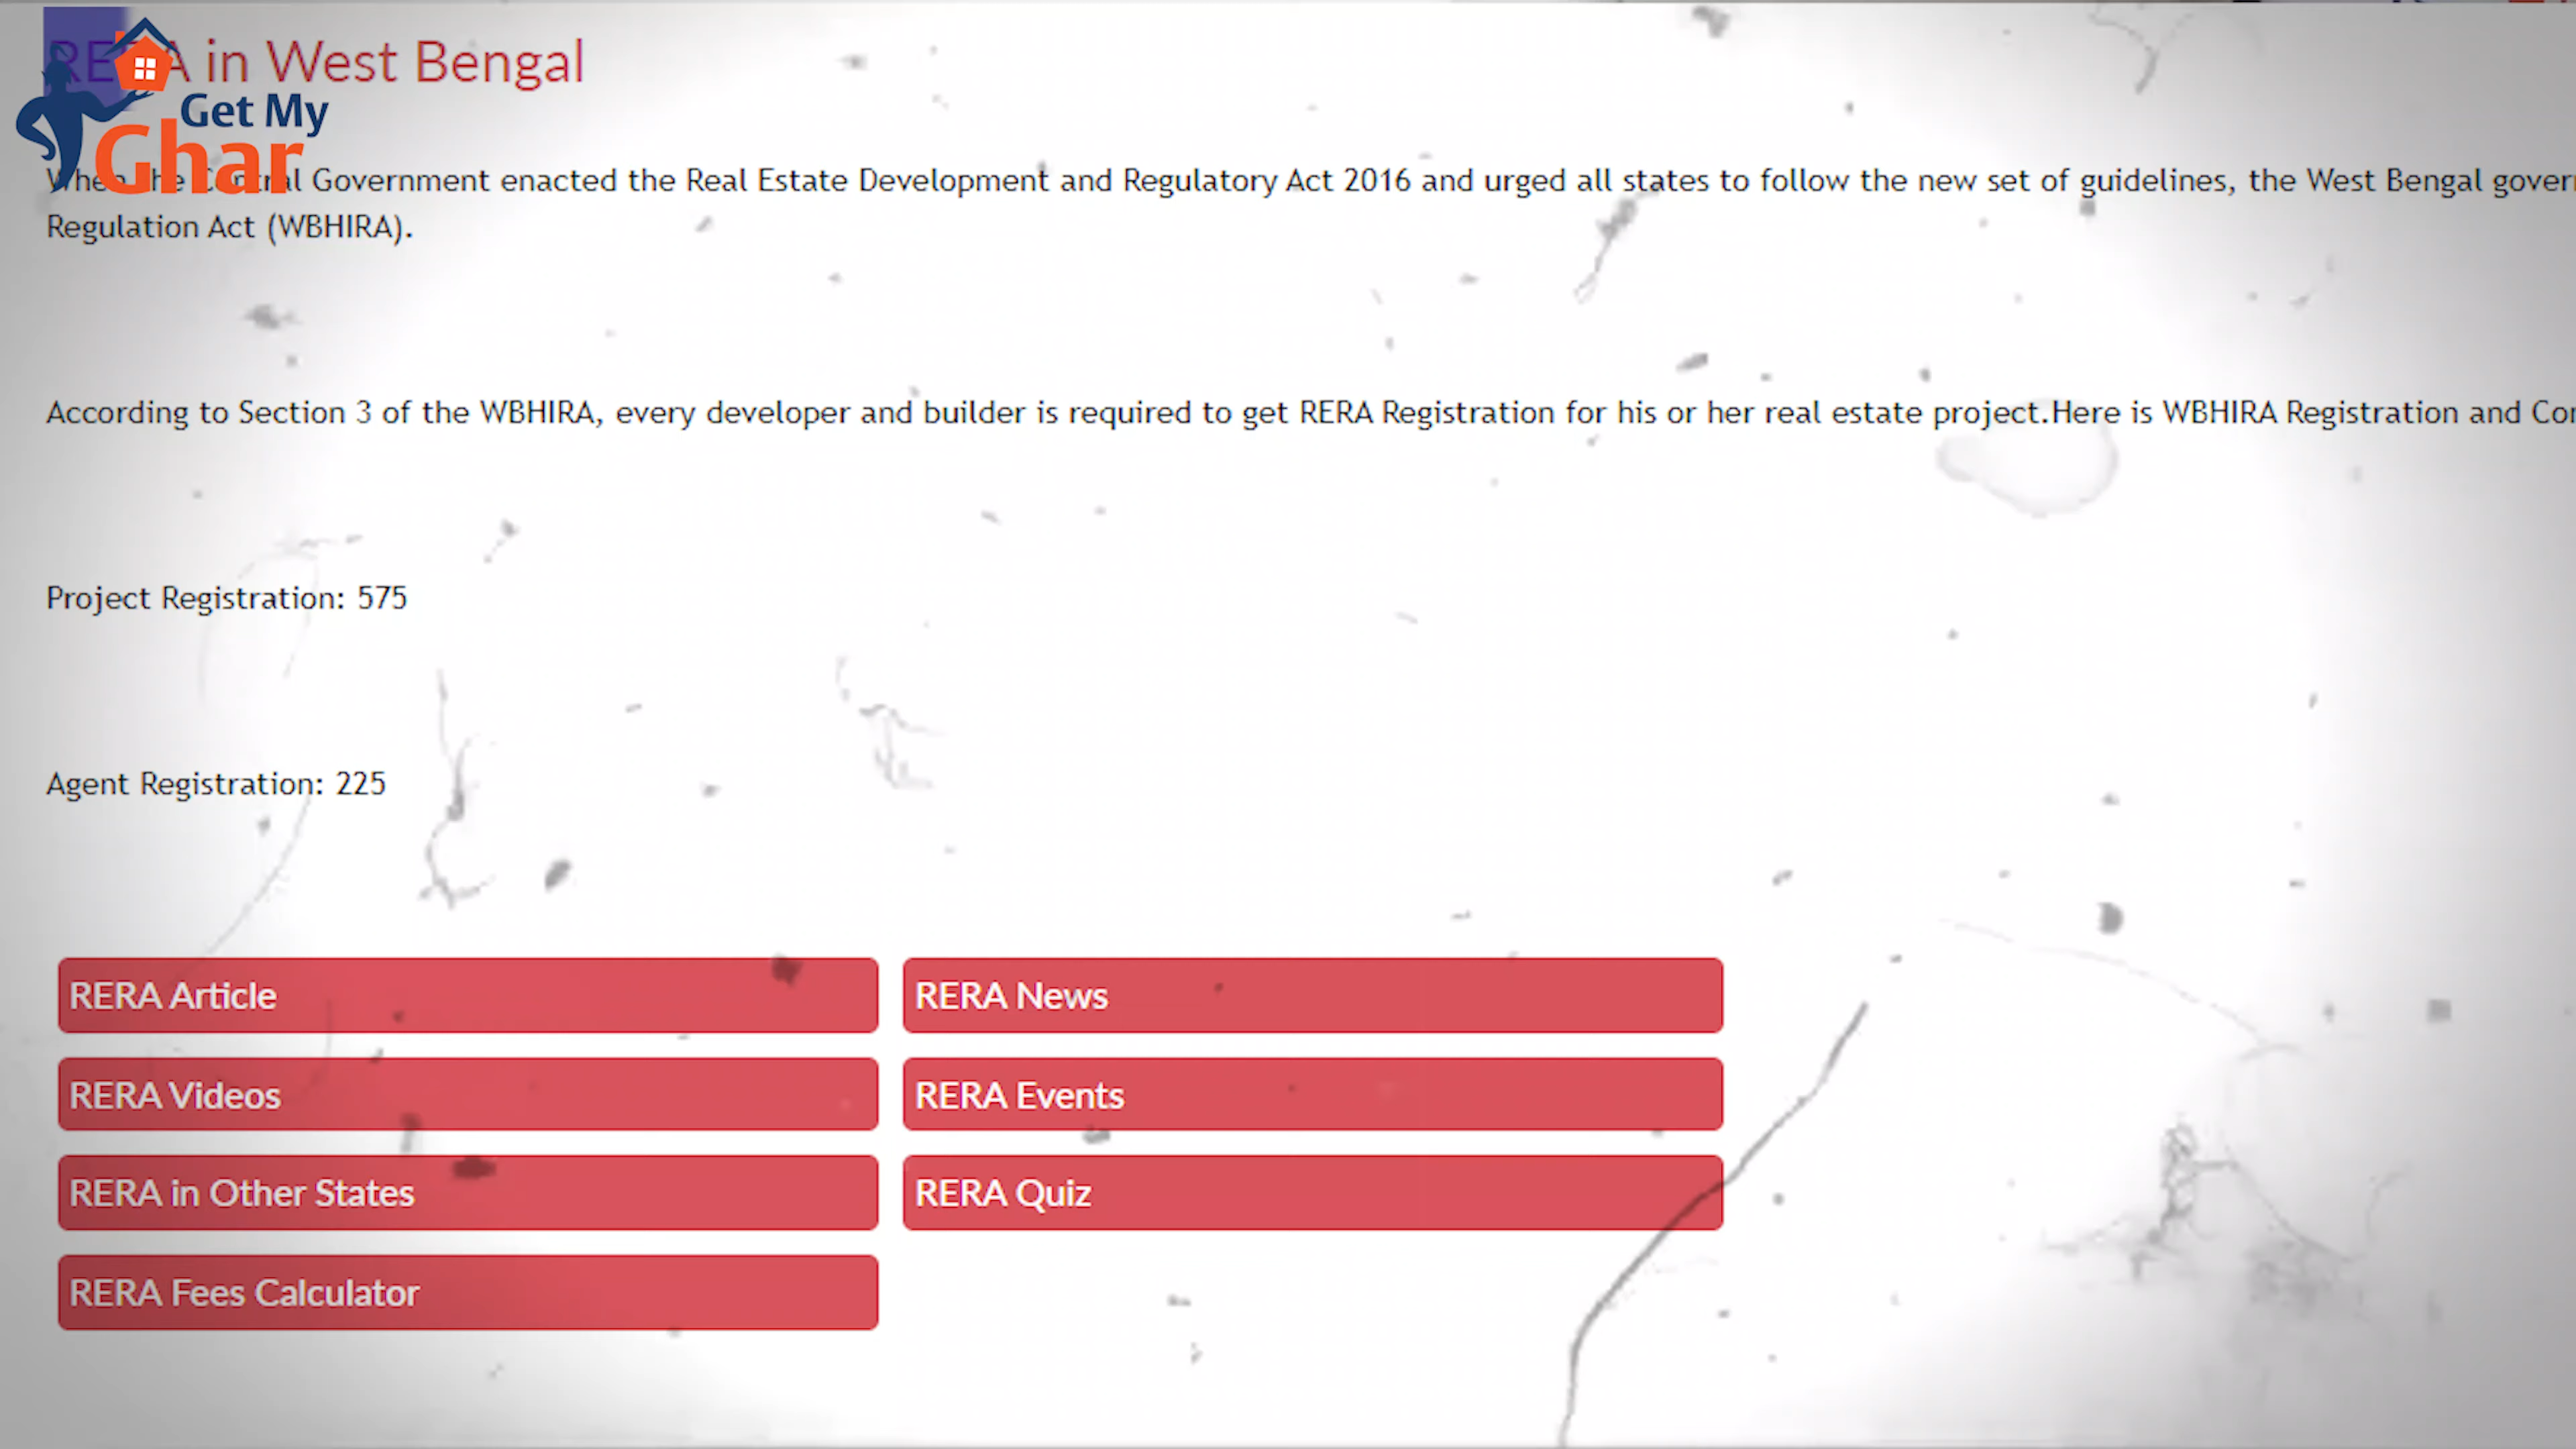 RERA in West Bengal
Get My
Ghar
When the Central Government enacted the Real Estate Development and Regulatory Act 2016 and urged all states to follow the new set of guidelines, the West Bengal
Regulation Act (WBHIRA).
According to Section 3 of the WBHIRA, every developer and builder is required to get RERA Registration for his or her real estate project.Here is WBHIRA Registration and
Project Registration: 575
Agent Registration: 225
RERA Article
RERA News
RERA Videos
RERA Events
RERA in Other States
RERA Quiz
RERA Fees Calculator